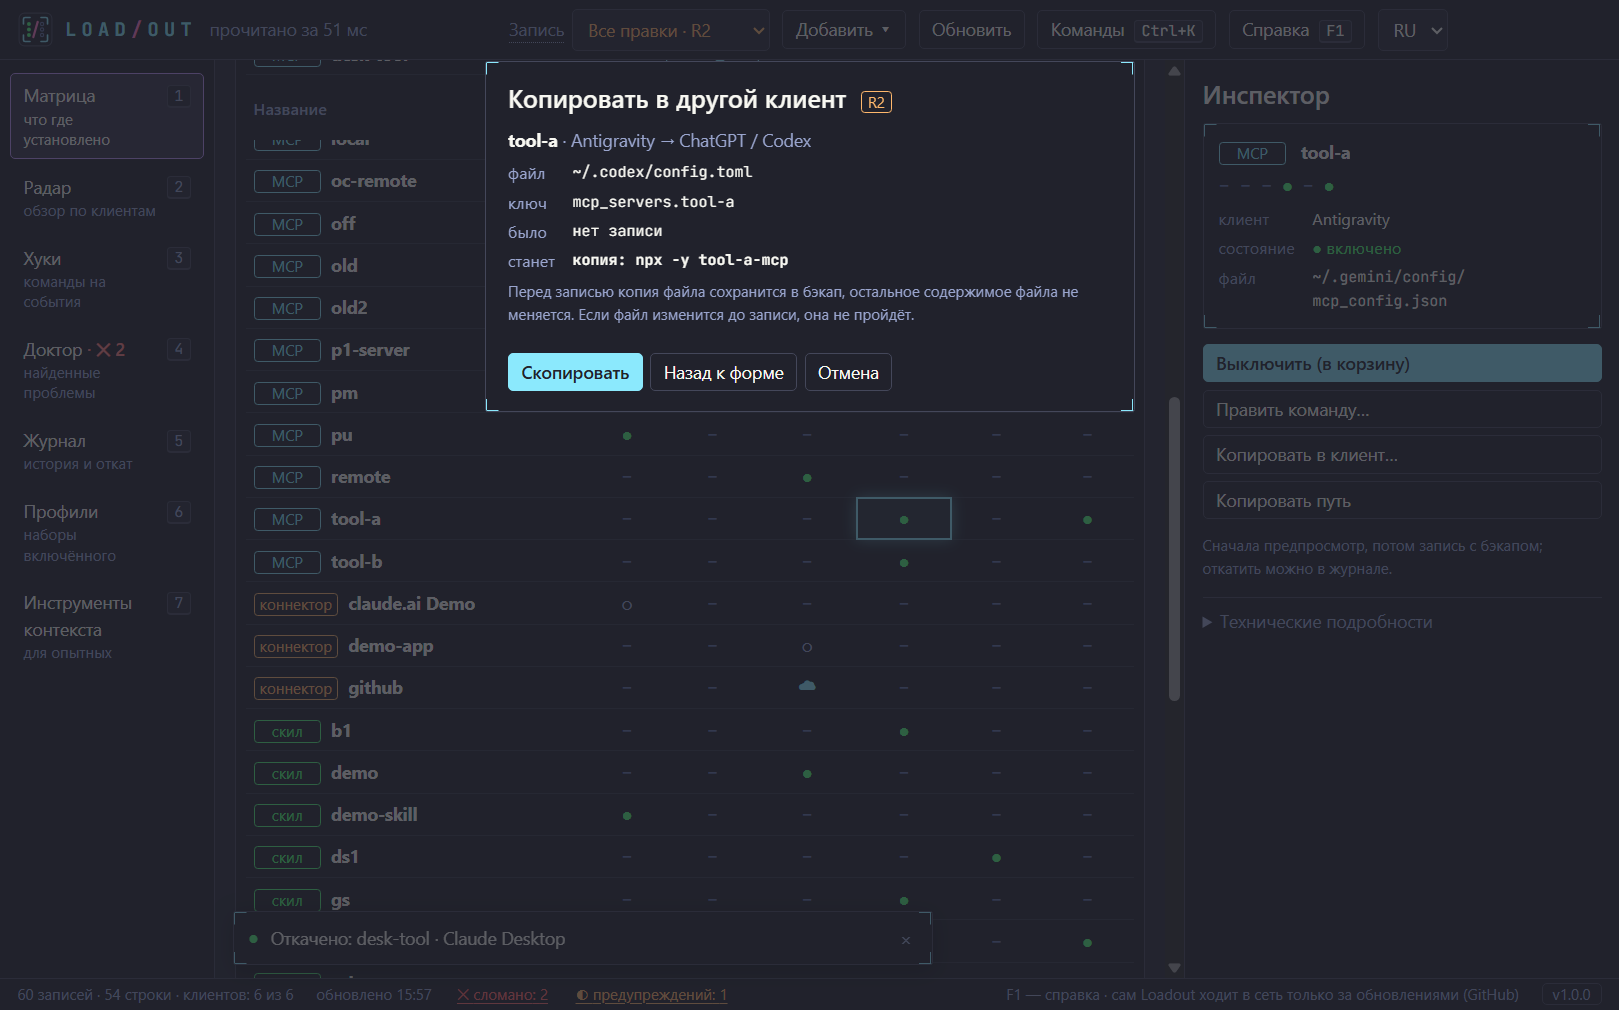 LOAD/OUT прочитано за 51 мс Запись Все правки · R2 Добавить ▾ Обновить Команды Ctrl+K Справка F1 RU
Матрица 1
что где
установлено
Радар 2
обзор по клиентам
Хуки 3
команды на
события
Доктор · ✕ 2 4
найденные
проблемы
Журнал 5
история и откат
Профили 6
наборы
включённого
Инструменты 7
контекста
для опытных
Название
MCP local
MCP oc-remote
MCP off
MCP old
MCP old2
MCP p1-server
MCP pm
MCP pu
MCP remote
MCP tool-a
MCP tool-b
коннектор claude.ai Demo
коннектор demo-app
коннектор github
скил b1
скил demo
скил demo-skill
скил ds1
скил gs
Копировать в другой клиент R2
tool-a · Antigravity → ChatGPT / Codex
файл ~/.codex/config.toml
ключ mcp_servers.tool-a
было нет записи
станет копия: npx -y tool-a-mcp
Перед записью копия файла сохранится в бэкап, остальное содержимое файла не
меняется. Если файл изменится до записи, она не пройдёт.
Скопировать Назад к форме Отмена
Откачено: desk-tool · Claude Desktop ×
Инспектор
MCP tool-a
клиент Antigravity
состояние ● включено
файл ~/.gemini/config/
mcp_config.json
Выключить (в корзину)
Править команду...
Копировать в клиент...
Копировать путь
Сначала предпросмотр, потом запись с бэкапом;
откатить можно в журнале.
▶ Технические подробности
60 записей · 54 строки · клиентов: 6 из 6 обновлено 15:57 ✕ сломано: 2 ◐ предупреждений: 1 F1 — справка · сам Loadout ходит в сеть только за обновлениями (GitHub) v1.0.0